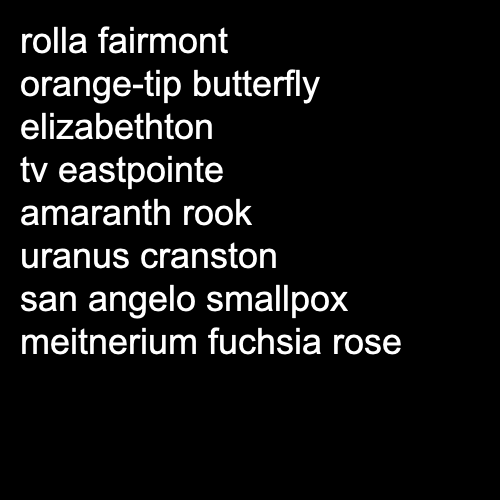 rolla fairmont
orange-tip butterfly
elizabethton
tv eastpointe
amaranth rook
uranus cranston
san angelo smallpox
meitnerium fuchsia rose